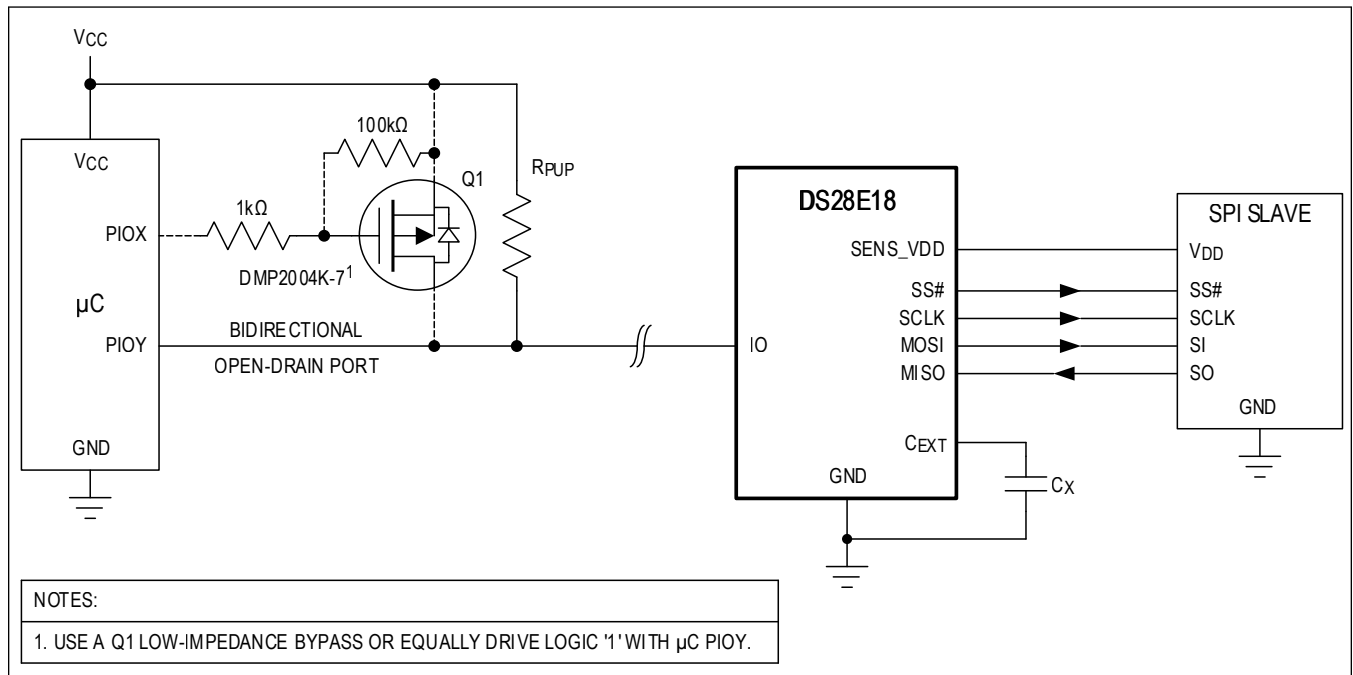 VCC
VCC
100kΩ
Q1
RPUP
1kΩ
PIOX
DMP2004K-7¹
µC
PIOY
BIDIRECTIONAL
OPEN-DRAIN PORT
GND
DS28E18
IO
SENS_VDD
SS#
SCLK
MOSI
MISO
CEXT
GND
CX
SPI SLAVE
VDD
SS#
SCLK
SI
SO
GND
NOTES:
1. USE A Q1 LOW-IMPEDANCE BYPASS OR EQUALLY DRIVE LOGIC '1' WITH µC PIOY.